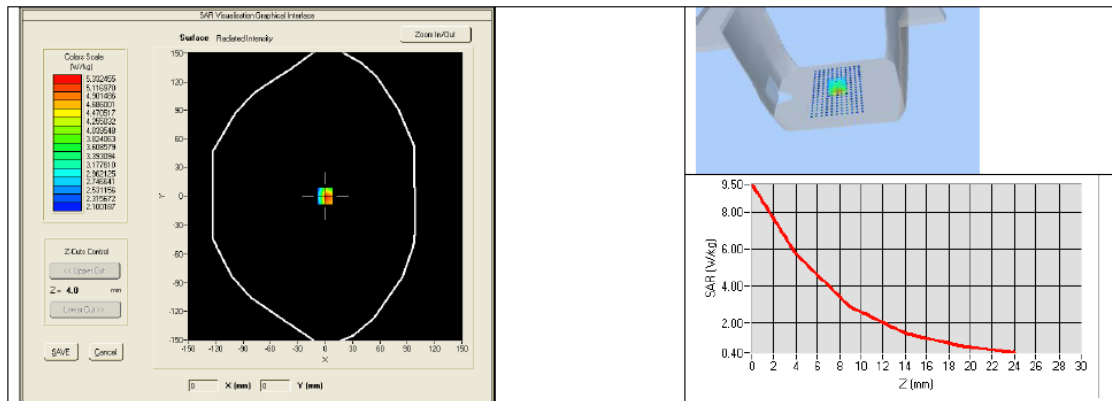 SAR Visualisation Graphical Interface
Surface Radiated Intensity
Zoom In/Out
Colors Scale
(W/kg)
5.332455
5.116970
4.901486
4.686001
4.470517
4.255032
4.039548
3.824063
3.608579
3.393094
3.177610
2.962125
2.746641
2.531156
2.315672
2.100187
150
120
90
60
30
0
-30
-60
-90
-120
-150
Y
-150 -120 -90 -60 -30 0 30 60 90 120 150
X
Z-Cuts Control
<< Upper Cut
Z = 4.0 mm
Lower Cut >>
SAVE
Cancel
0 X (mm) 0 Y (mm)
9.50
8.00
6.00
4.00
2.00
0.40
SAR (W/kg)
0 2 4 6 8 10 12 14 16 18 20 22 24 26 28 30
Z (mm)